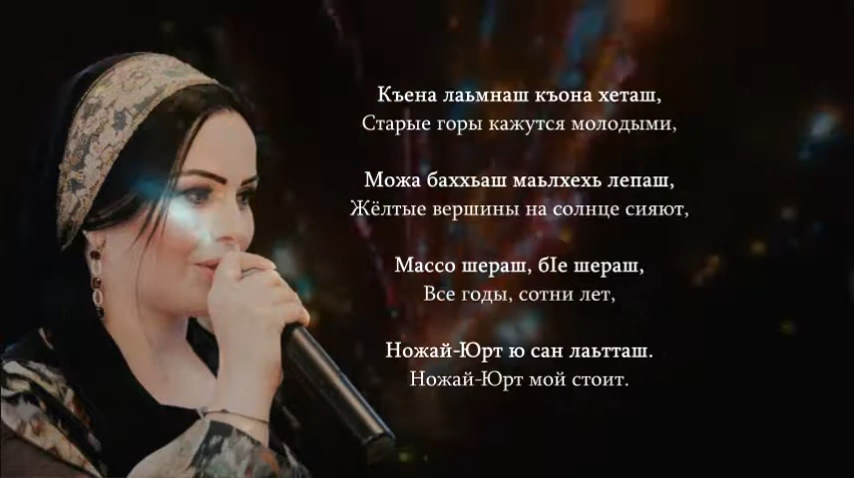 Къена лаьмнаш къона хеташ,
Старые горы кажутся молодыми,
Можа баххьаш маьлхехь лепаш,
Жёлтые вершины на солнце сияют,
Массо шераш, бІе шераш,
Все годы, сотни лет,
Ножай-Юрт ю сан лаьтташ.
Ножай-Юрт мой стоит.